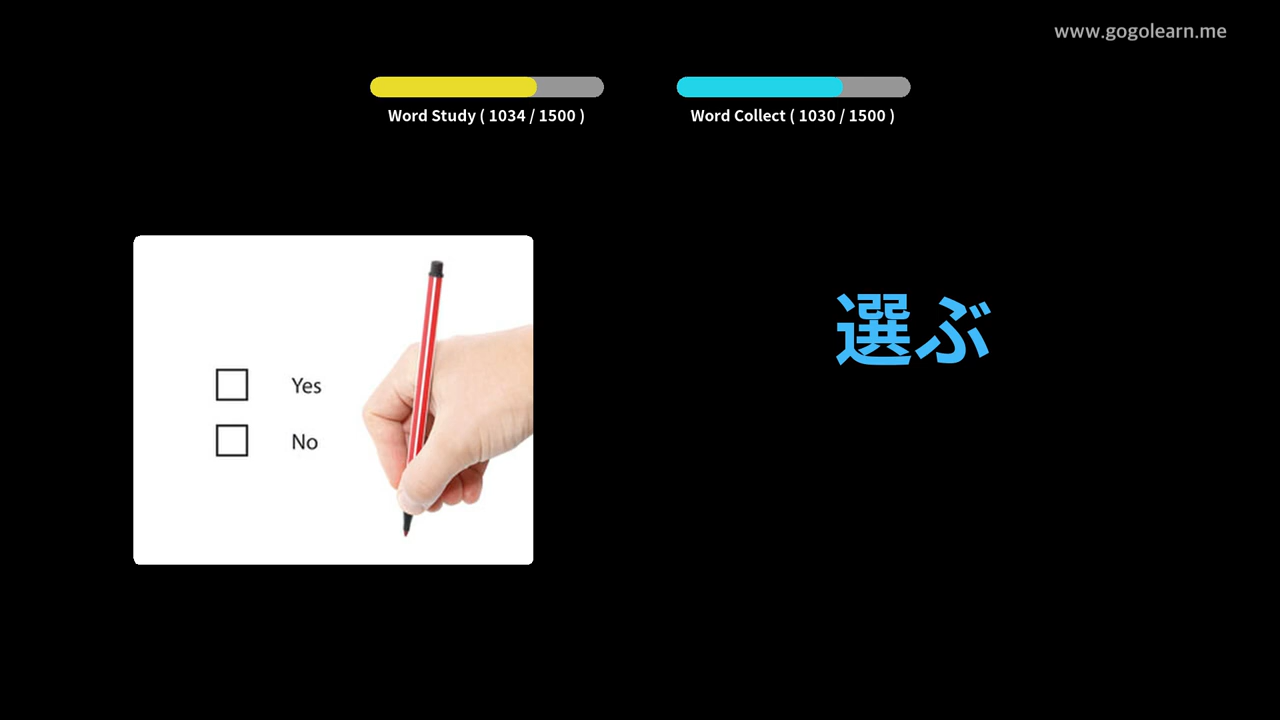 www.gogolearn.me
Word Study ( 1034 / 1500 )
Word Collect ( 1030 / 1500 )
選ぶ
Yes
No